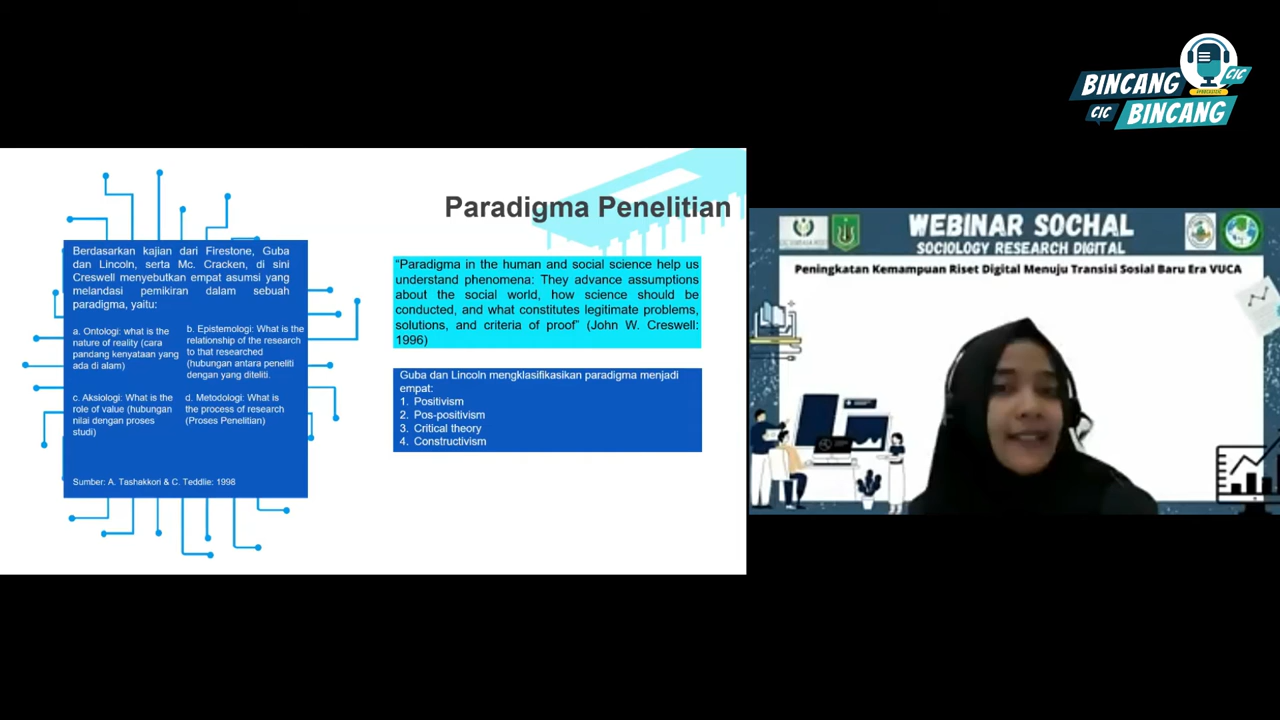 BINCANG
CIC
CIC
BINCANG
Paradigma Penelitian
Berdasarkan kajian dari Firestone, Guba
dan Lincoln, serta Mc. Cracken, di sini
Creswell menyebutkan empat asumsi yang
melandasi pemikiran dalam sebuah
paradigma, yaitu:
a. Ontologi: what is the
nature of reality (cara
pandang kenyataan yang
ada di alam)
b. Epistemologi: What is the
relationship of the research
to that researched
(hubungan antara peneliti
dengan yang diteliti.
c. Aksiologi: What is the
role of value (hubungan
nilai dengan proses
studi)
d. Metodologi: What is
the process of research
(Proses Penelitian)
Sumber: A. Tashakkori & C. Teddlie: 1998
“Paradigma in the human and social science help us
understand phenomena: They advance assumptions
about the social world, how science should be
conducted, and what constitutes legitimate problems,
solutions, and criteria of proof” (John W. Creswell:
1996)
Guba dan Lincoln mengklasifikasikan paradigma menjadi
empat:
1. Positivism
2. Pos-positivism
3. Critical theory
4. Constructivism
WEBINAR SOCHAL
SOCIOLOGY RESEARCH DIGITAL
Peningkatan Kemampuan Riset Digital Menuju Transisi Sosial Baru Era VUCA